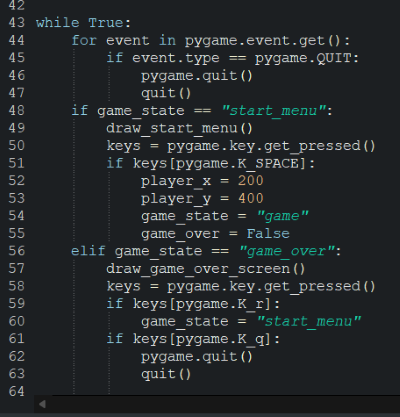 42
43 while True:
44     for event in pygame.event.get():
45         if event.type == pygame.QUIT:
46             pygame.quit()
47             quit()
48     if game_state == "start_menu":
49         draw_start_menu()
50         keys = pygame.key.get_pressed()
51         if keys[pygame.K_SPACE]:
52             player_x = 200
53             player_y = 400
54             game_state = "game"
55             game_over = False
56     elif game_state == "game_over":
57         draw_game_over_screen()
58         keys = pygame.key.get_pressed()
59         if keys[pygame.K_r]:
60             game_state = "start_menu"
61         if keys[pygame.K_q]:
62             pygame.quit()
63             quit()
64